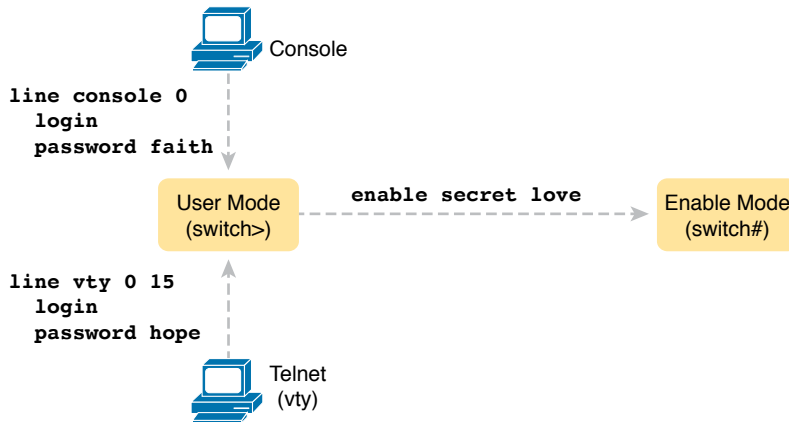 Console
line console 0
login
password faith
User Mode
(switch>)
enable secret love
Enable Mode
(switch#)
line vty 0 15
login
password hope
Telnet
(vty)